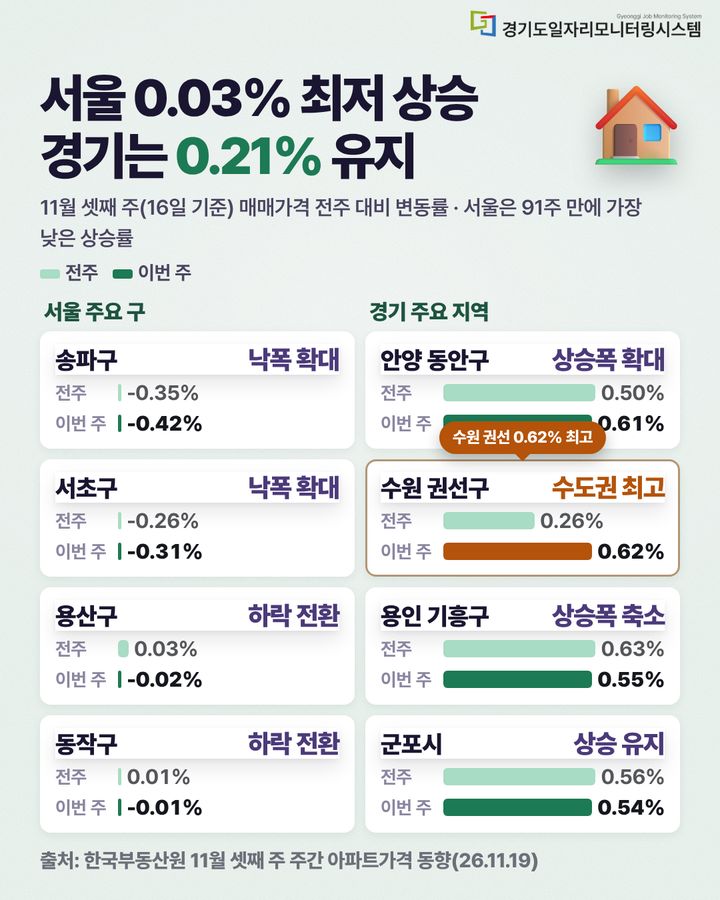 Gyeonggi Job Monitoring System
경기도일자리모니터링시스템
서울 0.03% 최저 상승
경기는 0.21% 유지
11월 셋째 주(16일 기준) 매매가격 전주 대비 변동률 · 서울은 91주 만에 가장
낮은 상승률
전주 이번 주
서울 주요 구
송파구 낙폭 확대
전주 -0.35%
이번 주 -0.42%
서초구 낙폭 확대
전주 -0.26%
이번 주 -0.31%
용산구 하락 전환
전주 0.03%
이번 주 -0.02%
동작구 하락 전환
전주 0.01%
이번 주 -0.01%
경기 주요 지역
안양 동안구 상승폭 확대
전주 0.50%
이번 주 0.61%
수원 권선 0.62% 최고
수원 권선구 수도권 최고
전주 0.26%
이번 주 0.62%
용인 기흥구 상승폭 축소
전주 0.63%
이번 주 0.55%
군포시 상승 유지
전주 0.56%
이번 주 0.54%
출처: 한국부동산원 11월 셋째 주 주간 아파트가격 동향(26.11.19)